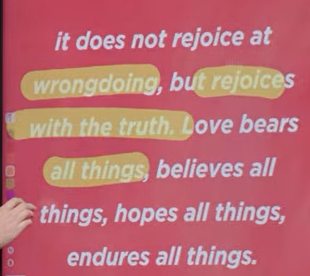 it does not rejoice at
wrongdoing, but rejoices
with the truth. Love bears
all things, believes all
things, hopes all things,
endures all things.